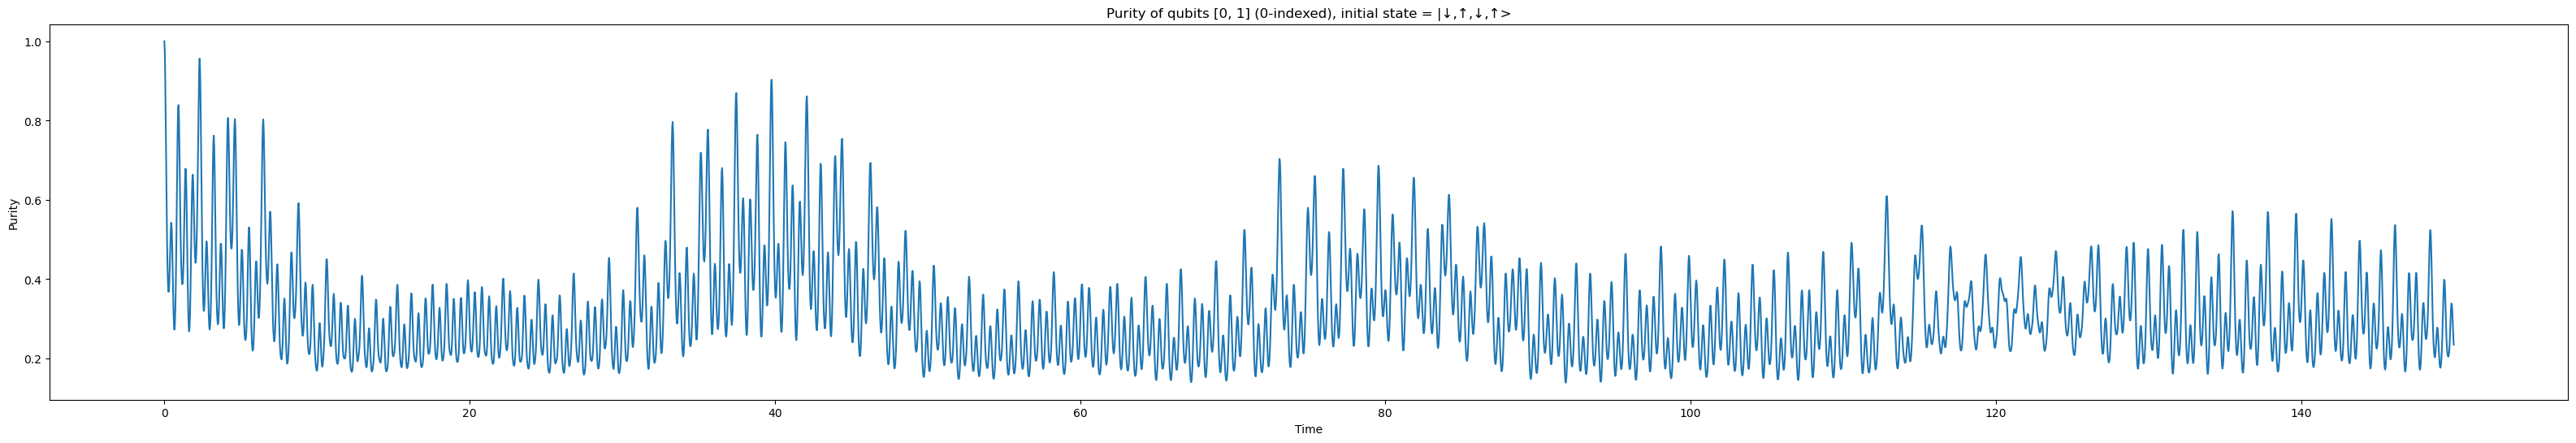 Purity of qubits [0, 1] (0-indexed), initial state = |↓,↑,↓,↑>
1.0
0.8
0.6
0.4
0.2
Purity
0 20 40 60 80 100 120 140
Time